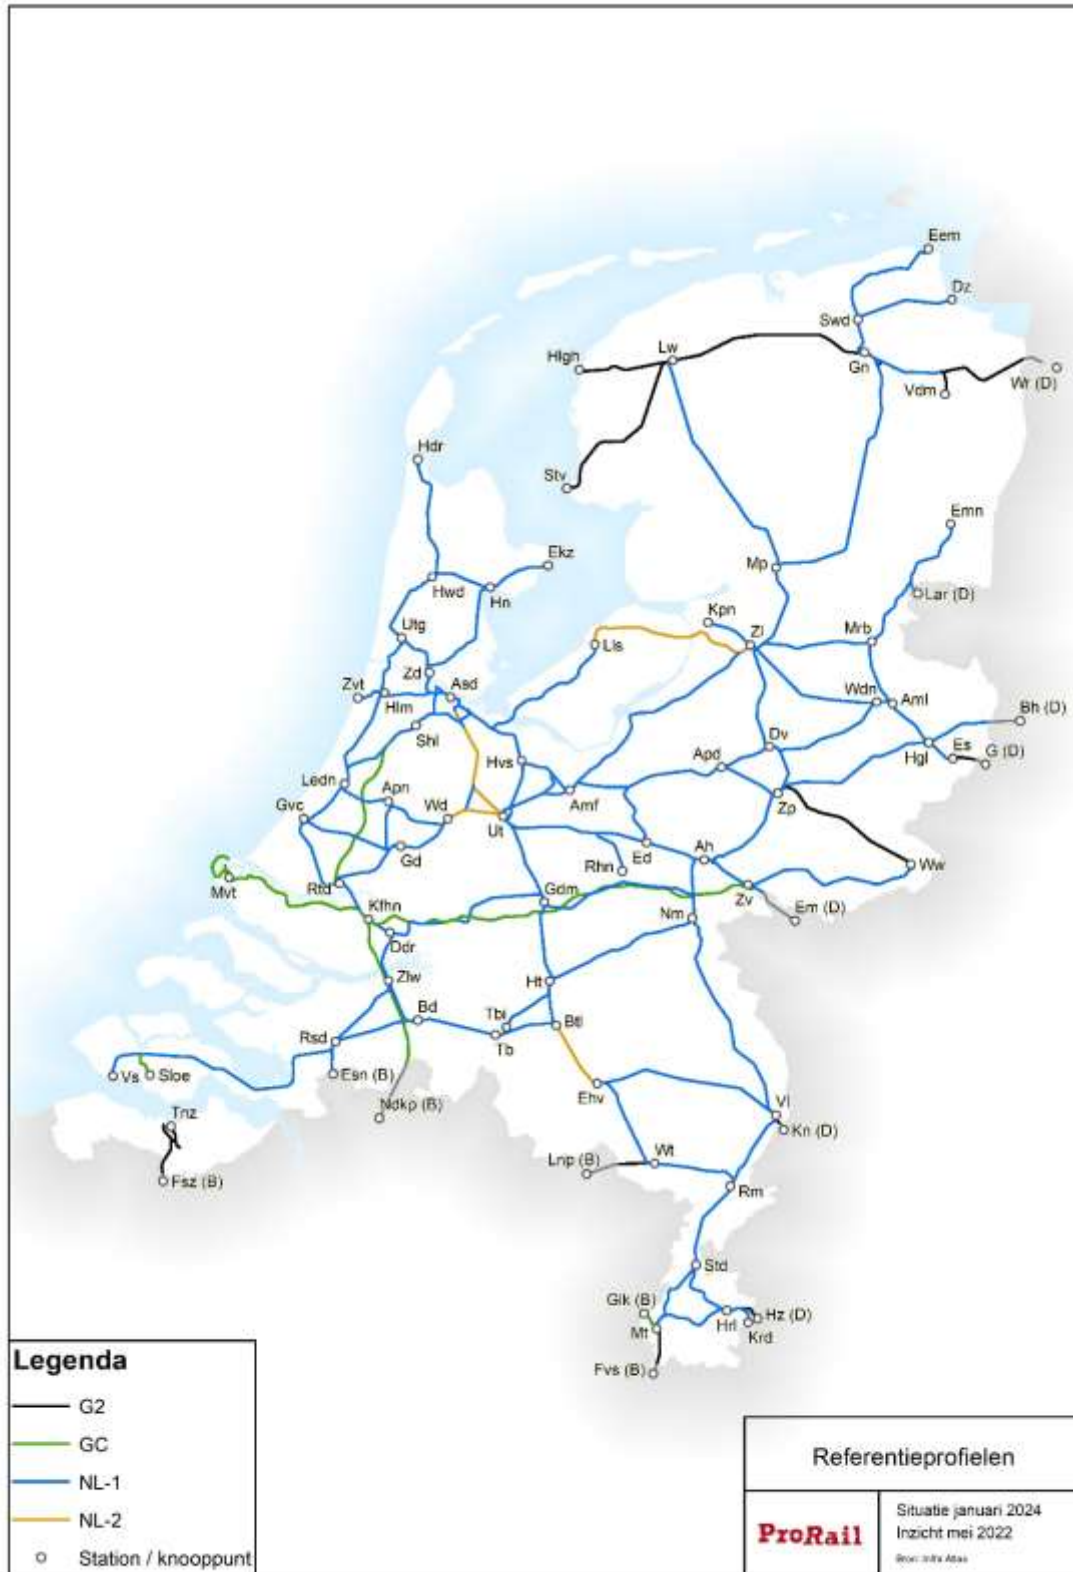 Eem
Dz
Swd
Lw
Hlgh
Gn
Wr (D)
Vdm
Hdr
Stv
Emn
Ekz
Mp
Hwd
Hn
Lar (D)
Kpn
Utg
Zl
Mrb
Lls
Zd
Asd
Zvt
Hlm
Wdn
Aml
Bh (D)
Shl
Dv
Es
G (D)
Hgl
Hvs
Apd
Ledn
Apn
Amf
Zp
Gvc
Wd
Ut
Gd
Ed
Ah
Rhn
Ww
Mvt
Rtd
Zv
Gdm
Em (D)
Kfhn
Nm
Ddr
Zlw
Ht
Bd
Tbi
Btl
Rsd
Tb
Vs
Sloe
Esn (B)
Ehv
Ndkp (B)
Vl
Tnz
Kn (D)
Wt
Lnp (B)
Fsz (B)
Rm
Std
Glk (B)
Hz (D)
Mt
Hrl
Krd
Fvs (B)
Legenda
G2
GC
NL-1
NL-2
Station / knooppunt
Referentieprofielen
ProRail
Situatie januari 2024
Inzicht mei 2022
Bron: Infra Atlas